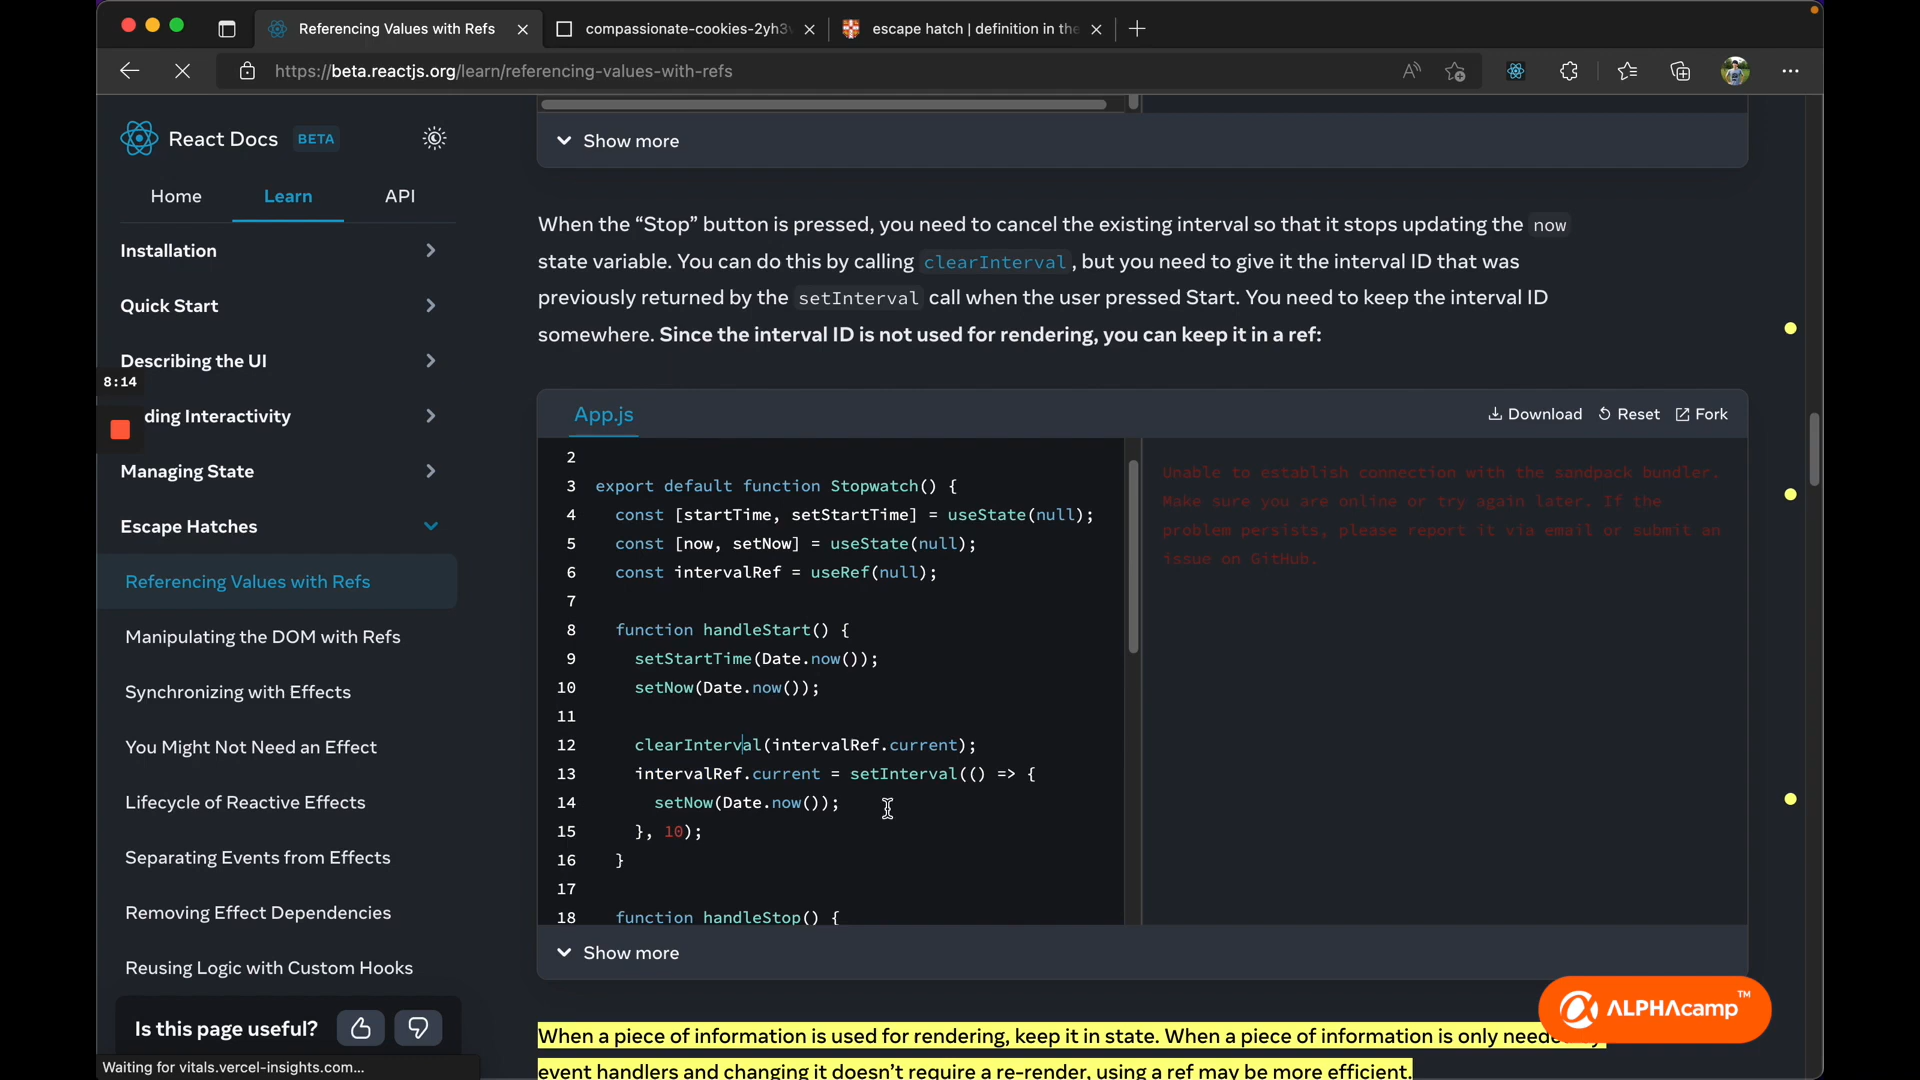 Referencing Values with Refs
compassionate-cookies-2yh3v
escape hatch | definition in the
https://beta.reactjs.org/learn/referencing-values-with-refs
React Docs BETA
Home Learn API
Installation
Quick Start
Describing the UI
8:14
ding Interactivity
Managing State
Escape Hatches
Referencing Values with Refs
Manipulating the DOM with Refs
Synchronizing with Effects
You Might Not Need an Effect
Lifecycle of Reactive Effects
Separating Events from Effects
Removing Effect Dependencies
Reusing Logic with Custom Hooks
Is this page useful?
Waiting for vitals.vercel-insights.com...
Show more
When the “Stop” button is pressed, you need to cancel the existing interval so that it stops updating the now
state variable. You can do this by calling clearInterval, but you need to give it the interval ID that was
previously returned by the setInterval call when the user pressed Start. You need to keep the interval ID
somewhere. Since the interval ID is not used for rendering, you can keep it in a ref:
App.js
Download Reset Fork
2
3 export default function Stopwatch() {
4 const [startTime, setStartTime] = useState(null);
5 const [now, setNow] = useState(null);
6 const intervalRef = useRef(null);
7
8 function handleStart() {
9 setStartTime(Date.now());
10 setNow(Date.now());
11
12 clearInterval(intervalRef.current);
13 intervalRef.current = setInterval(() => {
14 setNow(Date.now());
15 }, 10);
16 }
17
18 function handleStop() {
Unable to establish connection with the sandpack bundler.
Make sure you are online or try again later. If the
problem persists, please report it via email or submit an
issue on GitHub.
Show more
ALPHAcamp™
When a piece of information is used for rendering, keep it in state. When a piece of information is only
event handlers and changing it doesn’t require a re-render, using a ref may be more efficient.